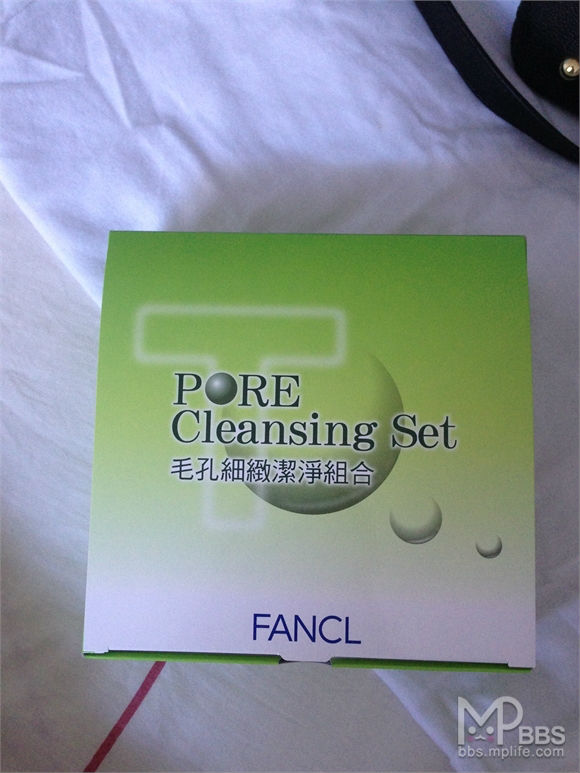 T
PORE
Cleansing Set
毛孔細緻潔淨組合
FANCL
MP BBS
bbs.mplife.com